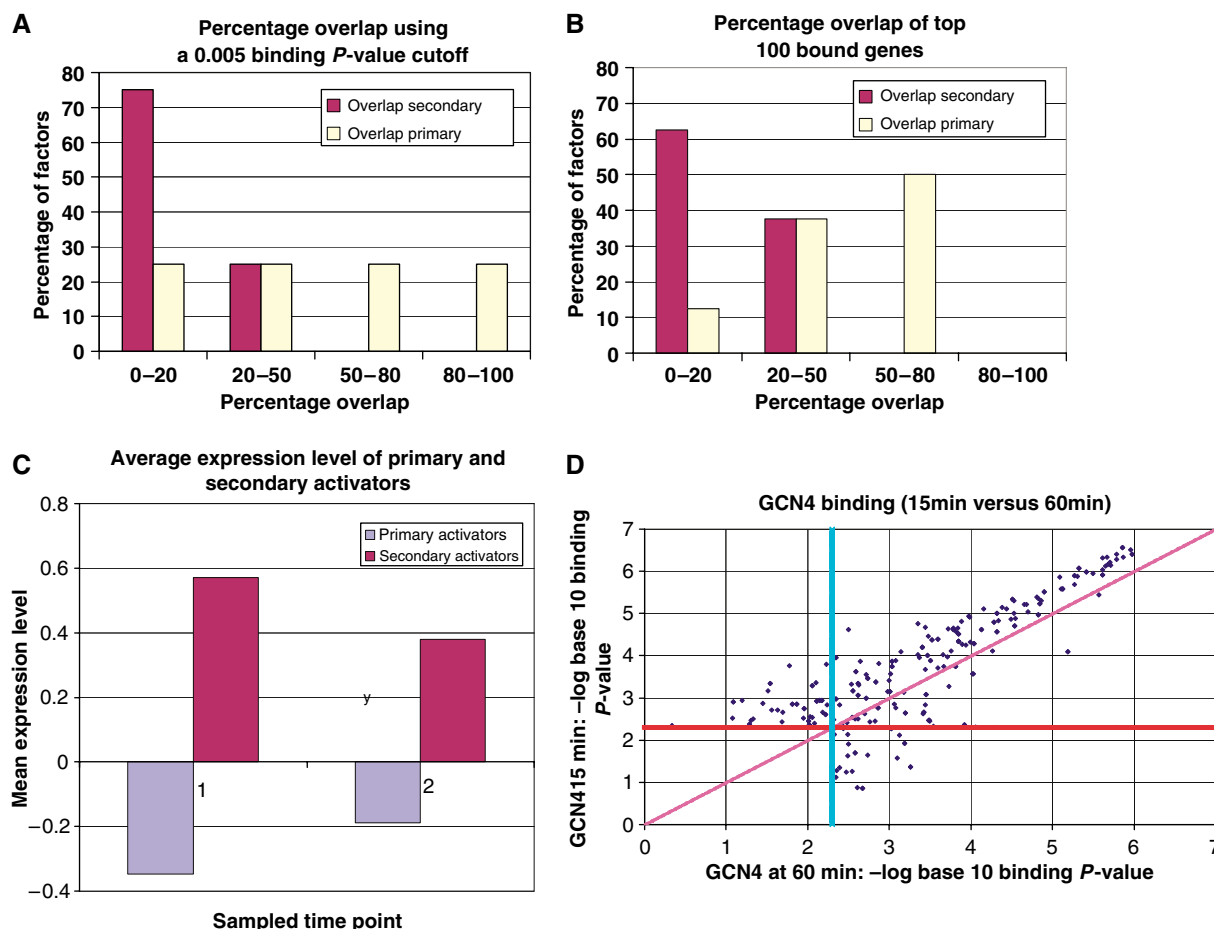 A
Percentage overlap using
a 0.005 binding P-value cutoff
80
70
60
50
40
30
20
10
0
Percentage of factors
Overlap secondary
Overlap primary
0–20 20–50 50–80 80–100
Percentage overlap
B
Percentage overlap of top
100 bound genes
80
70
60
50
40
30
20
10
0
Percentage of factors
Overlap secondary
Overlap primary
0–20 20–50 50–80 80–100
Percentage overlap
C
Average expression level of primary and
secondary activators
0.8
0.6
0.4
0.2
0
–0.2
–0.4
Mean expression level
Primary activators
Secondary activators
y
1 2
Sampled time point
D
GCN4 binding (15min versus 60min)
7
6
5
4
3
2
1
0
GCN415 min: –log base 10 binding
P-value
0 1 2 3 4 5 6 7
GCN4 at 60 min: –log base 10 binding P-value